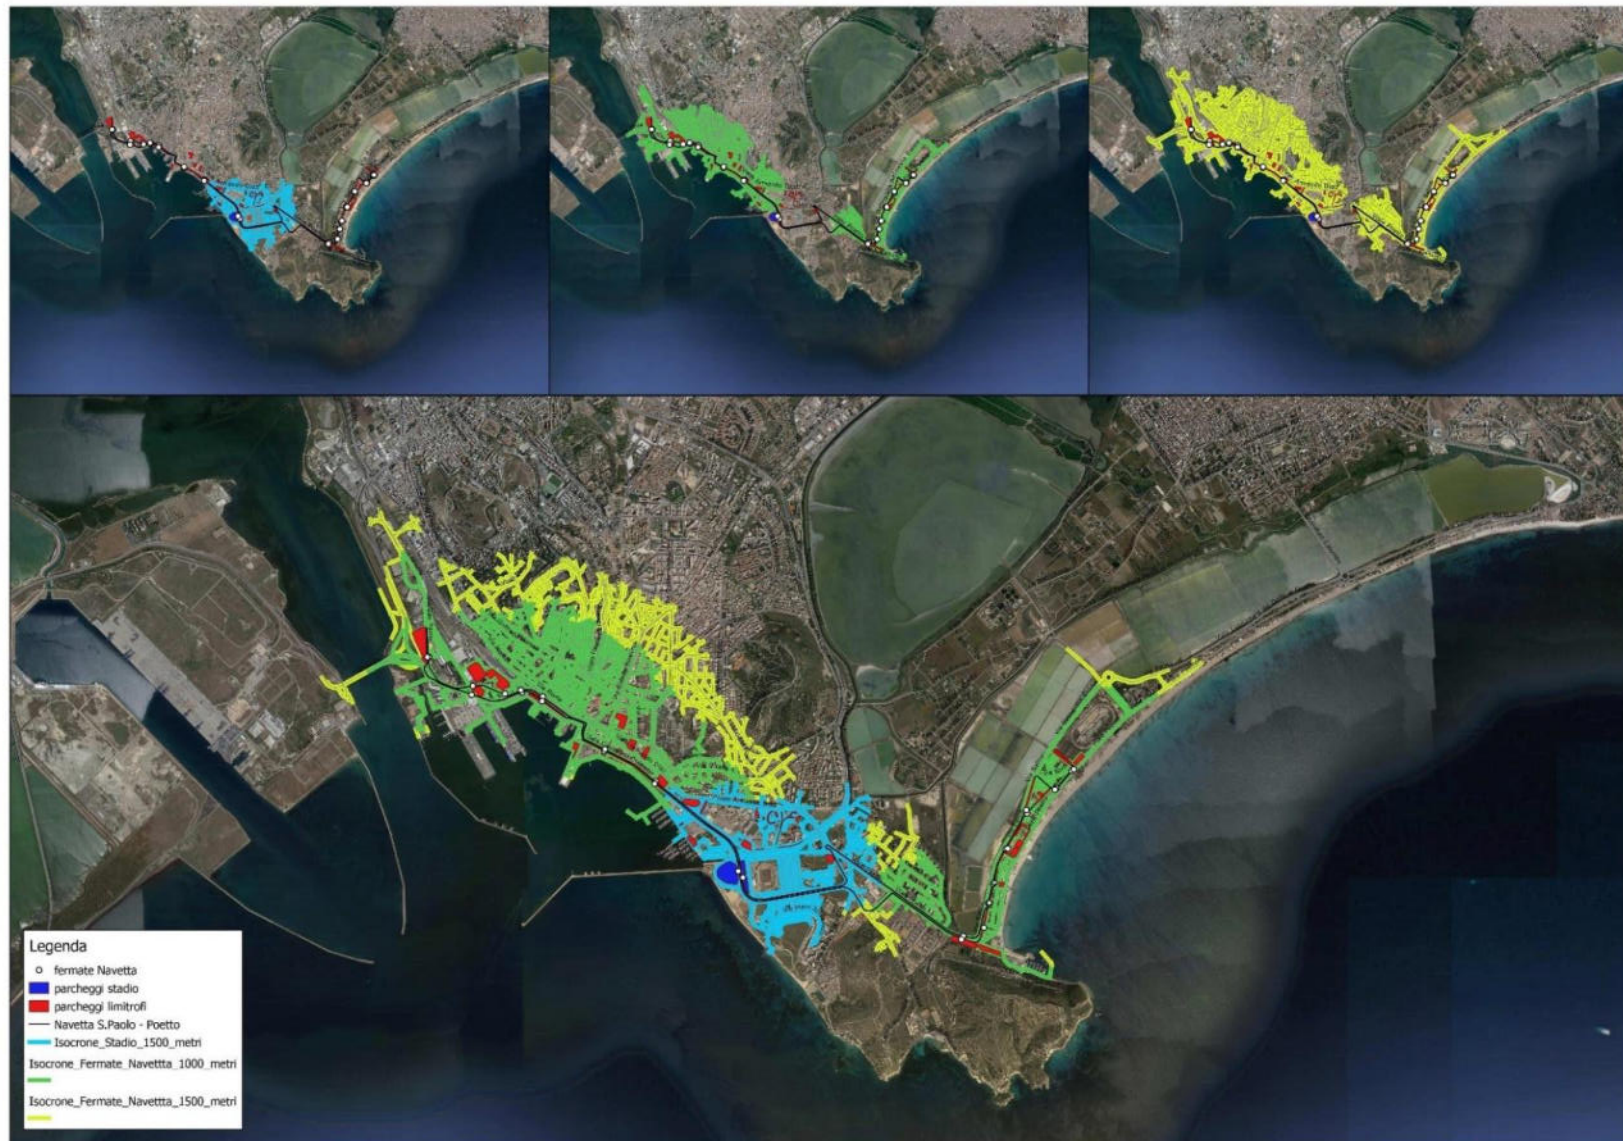 Legenda
fermate Navetta
parcheggi stadio
parcheggi limitrofi
Navetta S.Paolo - Poetto
Isocrone_Stadio_1500_metri
Isocrone_Fermate_Navettta_1000_metri
Isocrone_Fermate_Navettta_1500_metri